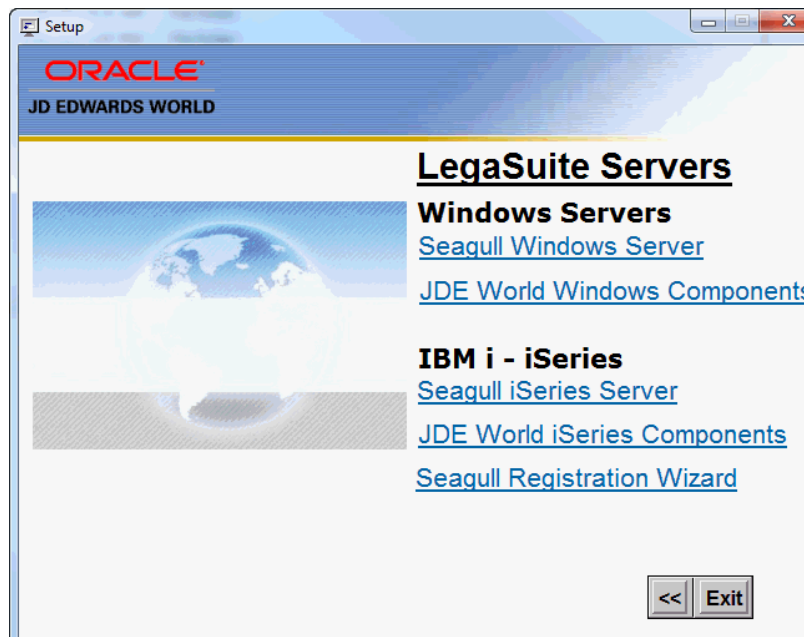 Setup
ORACLE
JD EDWARDS WORLD
LegaSuite Servers
Windows Servers
Seagull Windows Server
JDE World Windows Components
IBM i - iSeries
Seagull iSeries Server
JDE World iSeries Components
Seagull Registration Wizard
<< Exit